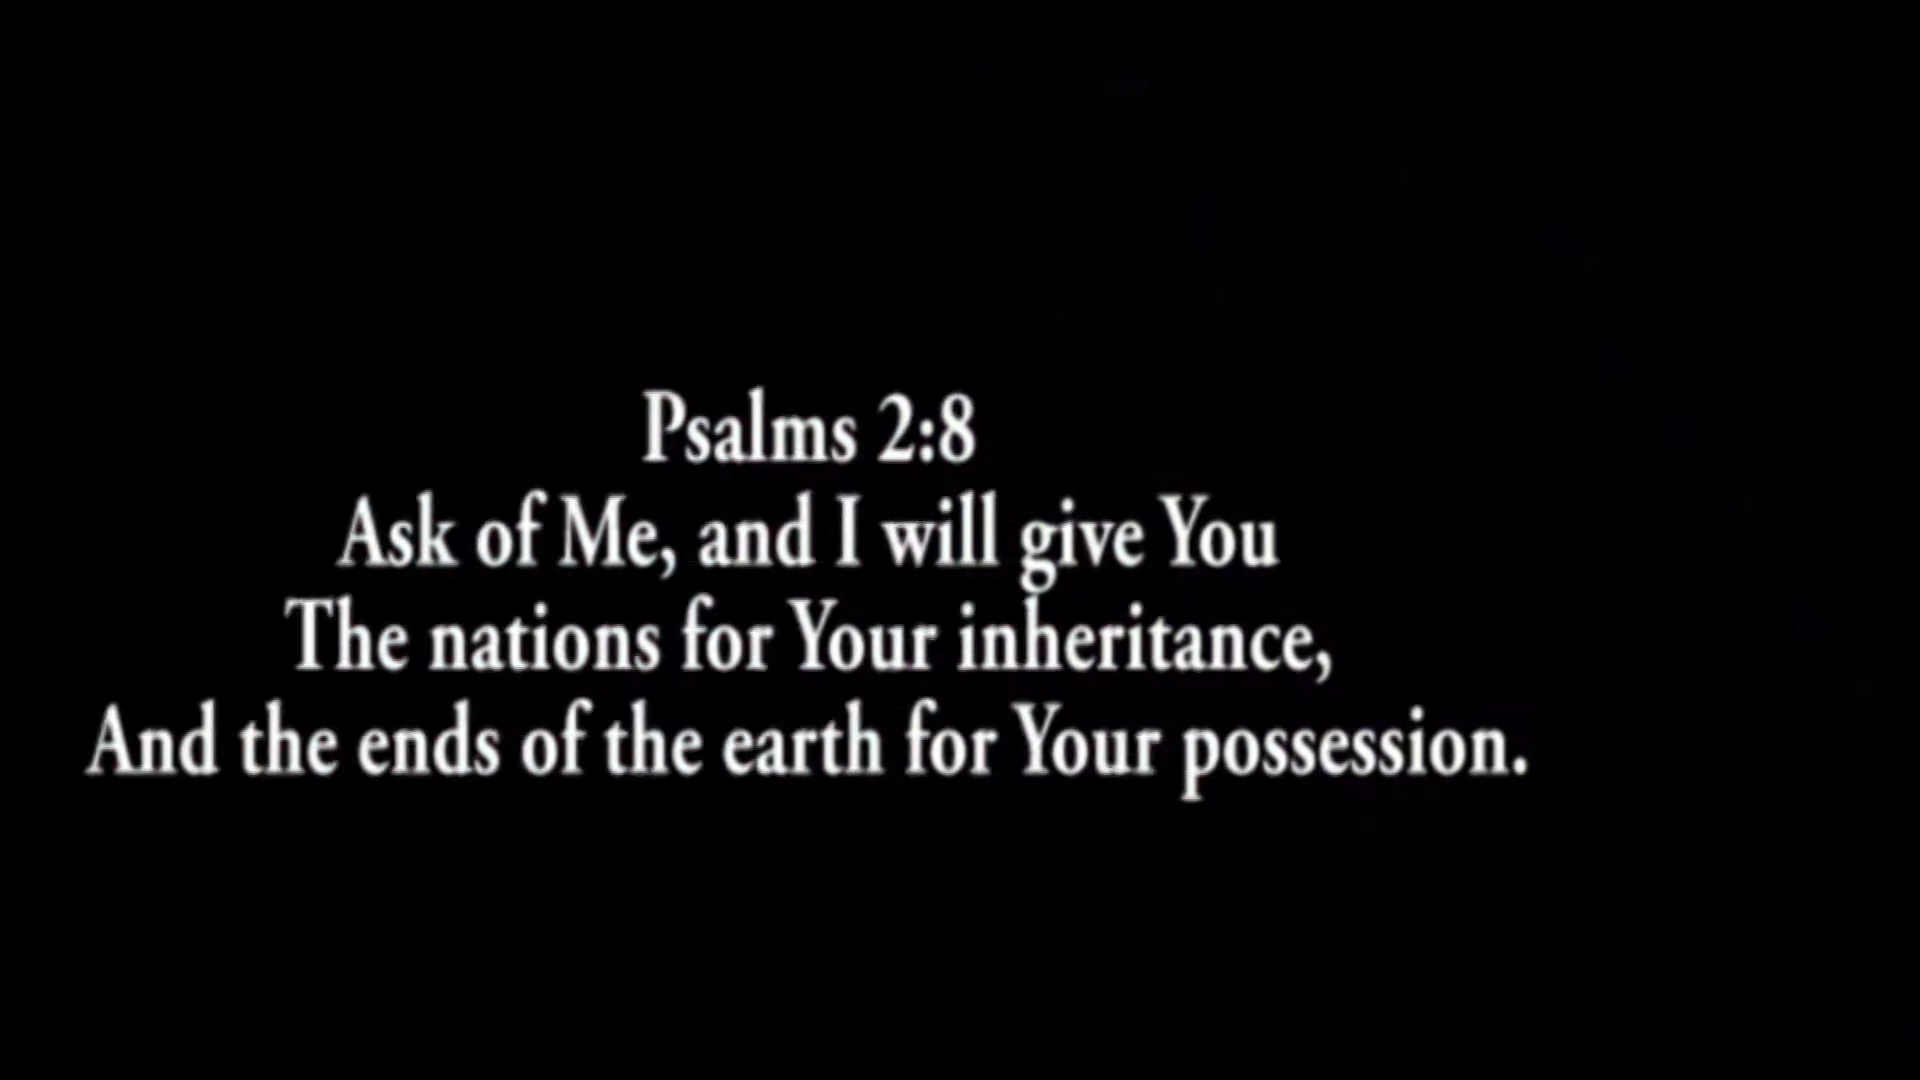 Psalms 2:8
Ask of Me, and I will give You
The nations for Your inheritance,
And the ends of the earth for Your possession.